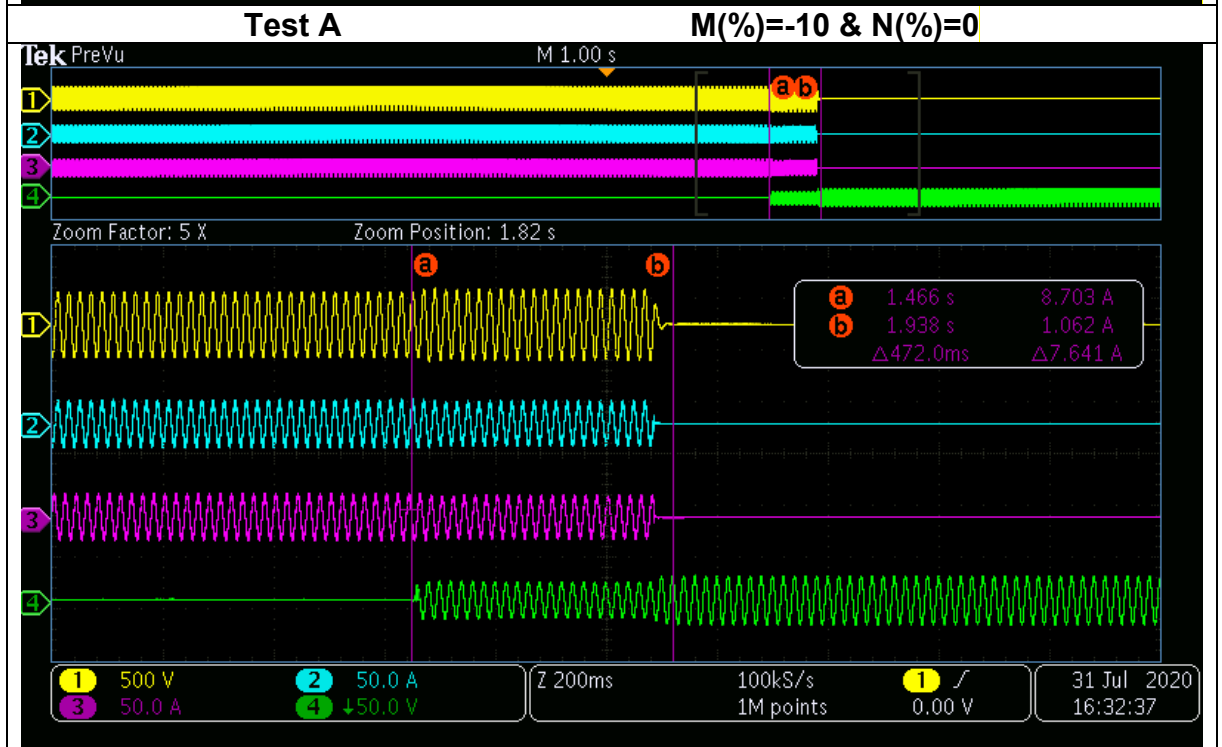 Test A M(%)=-10 & N(%)=0
Tek PreVu M 1.00 s
a b
1
2
3
4
Zoom Factor: 5 X Zoom Position: 1.82 s
a b
a 1.466 s 8.703 A
b 1.938 s 1.062 A
△472.0ms △7.641 A
1
2
3
4
1 500 V 2 50.0 A Z 200ms 100kS/s 1 31 Jul 2020
3 50.0 A 4 ↓50.0 V 1M points 0.00 V 16:32:37